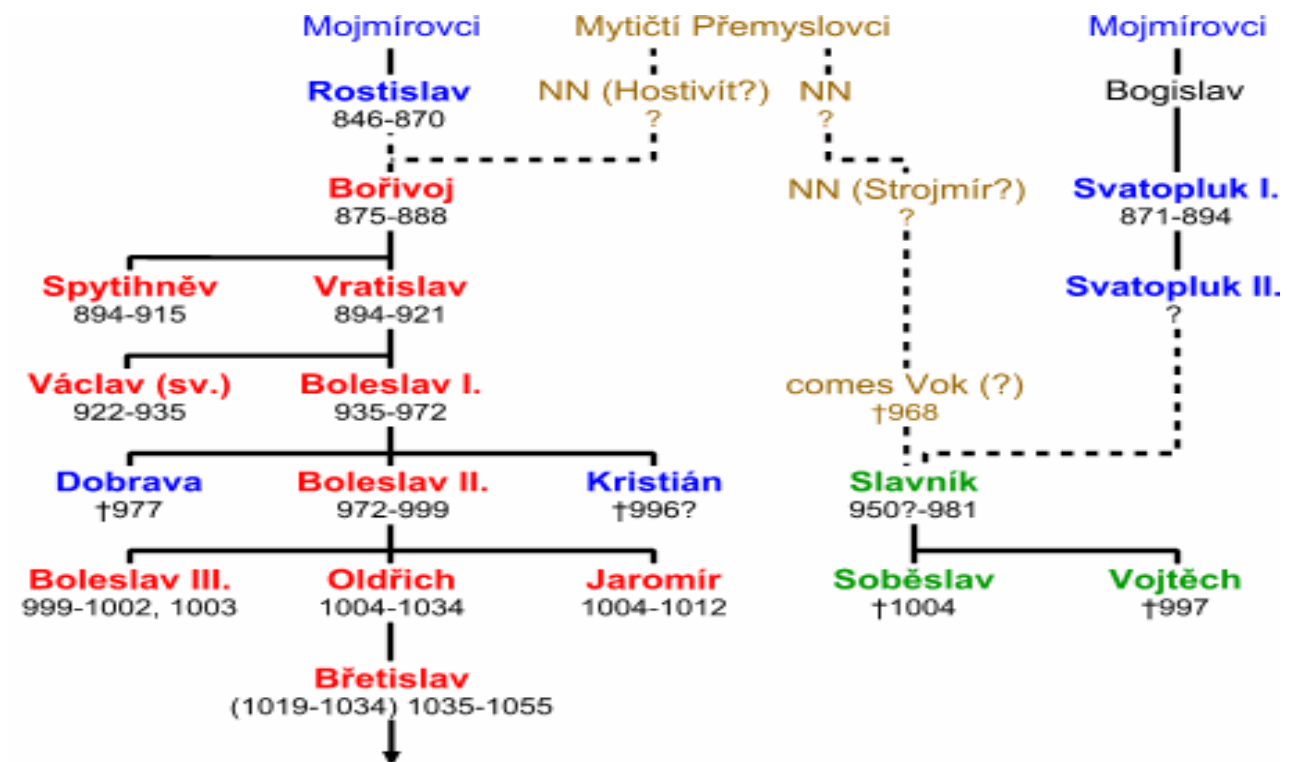 Mojmírovci Mytičtí Přemyslovci Mojmírovci
Rostislav NN (Hostivít?) NN Bogislav
846-870 ? ?
Bořivoj NN (Strojmír?) Svatopluk I.
875-888 ? 871-894
Spytihněv Vratislav Svatopluk II.
894-915 894-921 ?
Václav (sv.) Boleslav I. comes Vok (?)
922-935 935-972 †968
Dobrava Boleslav II. Kristián Slavník
†977 972-999 †996? 950?-981
Boleslav III. Oldřich Jaromír Soběslav Vojtěch
999-1002, 1003 1004-1034 1004-1012 †1004 †997
Břetislav
(1019-1034) 1035-1055